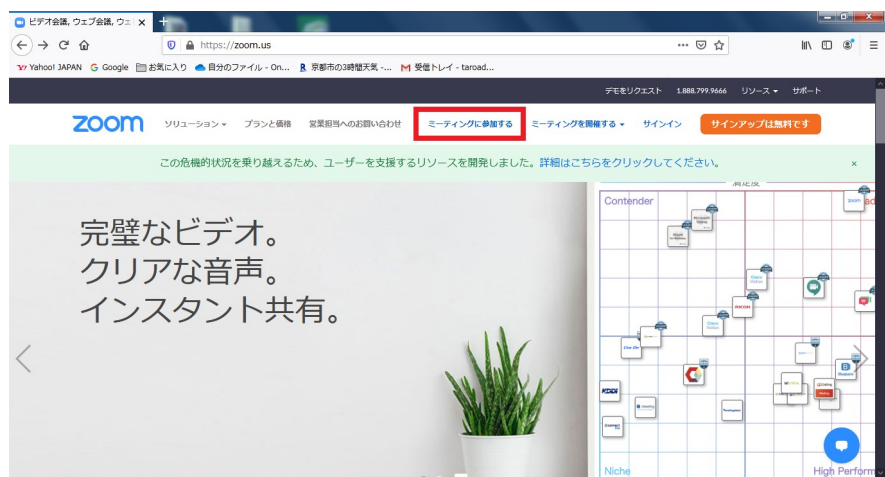 ビデオ会議, ウェブ会議, ウェ
https://zoom.us
Yahoo! JAPAN Google お気に入り 自分のファイル - On... 京都市の3時間天気 -... 受信トレイ - taroad...
デモをリクエスト 1.888.799.9666 リソース サポート
zoom ソリューション プランと価格 営業担当へのお問い合わせ ミーティングに参加する ミーティングを開催する サインイン サインアップは無料です
この危機的状況を乗り越えるため、ユーザーを支援するリソースを開発しました。詳細はこちらをクリックしてください。
満足度
Contender
zoom
完璧なビデオ。
クリアな音声。
インスタント共有。
RICOH
Niche
High Perform